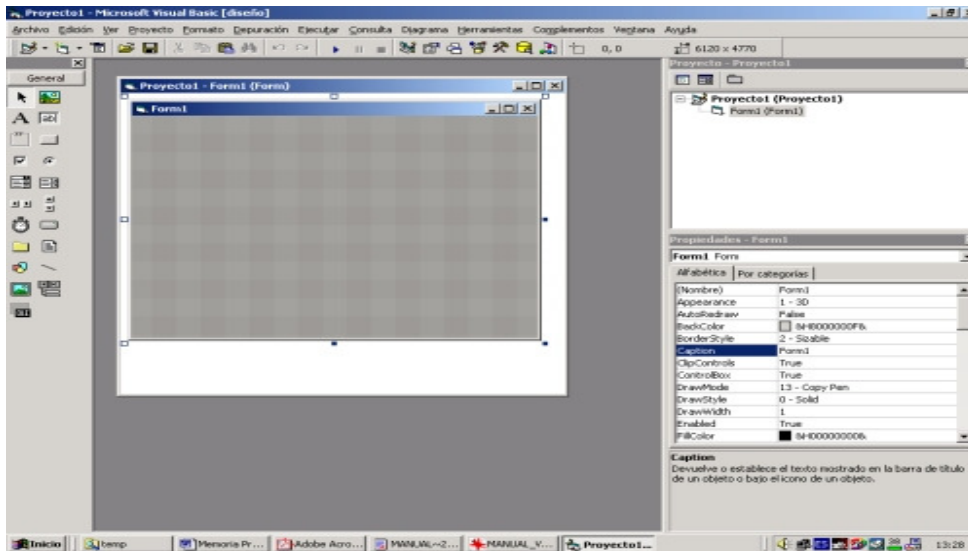 Proyecto1 - Microsoft Visual Basic [diseño]
Archivo Edición Ver Proyecto Formato Depuración Ejecutar Consulta Diagrama Herramientas Complementos Ventana Ayuda
0, 0
6120 x 4770
General
Proyecto1 - Form1 (Form)
Form1
Proyecto - Proyecto1
Proyecto1 (Proyecto1)
Form1 (Form1)
Propiedades - Form1
Form1 Form
Alfabética Por categorías
(Nombre) Form1
Appearance 1 - 3D
AutoRedraw False
BackColor &H8000000F&
BorderStyle 2 - Sizable
Caption Form1
ClipControls True
ControlBox True
DrawMode 13 - Copy Pen
DrawStyle 0 - Solid
DrawWidth 1
Enabled True
FillColor &H00000000&
Caption
Devuelve o establece el texto mostrado en la barra de título
de un objeto o bajo el icono de un objeto.
Inicio
temp
Memoria Pr...
Adobe Acro...
MANUAL~2...
MANUAL_V...
Proyecto1...
13:28